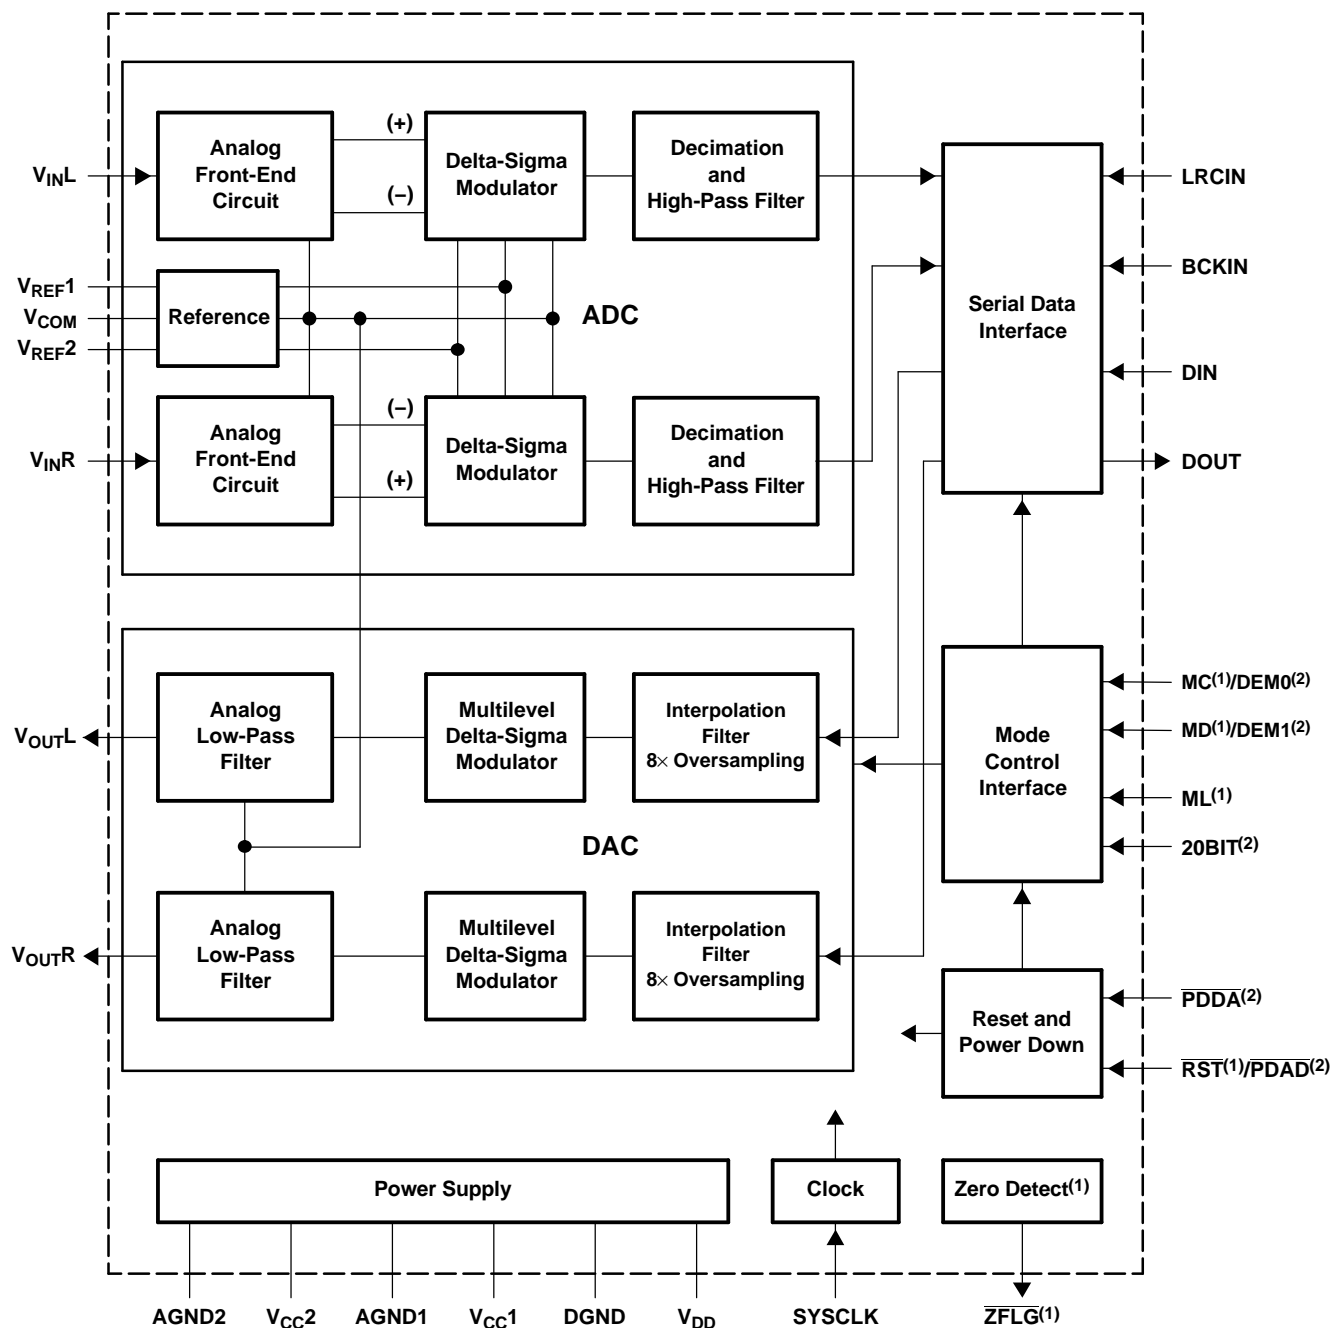 Analog
Front-End
Circuit
(+)
(–)
Delta-Sigma
Modulator
Decimation
and
High-Pass Filter
VINL
LRCIN
BCKIN
Serial Data
Interface
VREF1
VCOM
VREF2
Reference
ADC
DIN
Analog
Front-End
Circuit
(–)
(+)
Delta-Sigma
Modulator
Decimation
and
High-Pass Filter
VINR
DOUT
Analog
Low-Pass
Filter
Multilevel
Delta-Sigma
Modulator
Interpolation
Filter
8× Oversampling
VOUTL
Mode
Control
Interface
MC(1)/DEM0(2)
MD(1)/DEM1(2)
ML(1)
20BIT(2)
DAC
Analog
Low-Pass
Filter
Multilevel
Delta-Sigma
Modulator
Interpolation
Filter
8× Oversampling
VOUTR
Reset and
Power Down
PDDA(2)
RST(1)/PDAD(2)
Power Supply
Clock
Zero Detect(1)
AGND2
VCC2
AGND1
VCC1
DGND
VDD
SYSCLK
ZFLG(1)